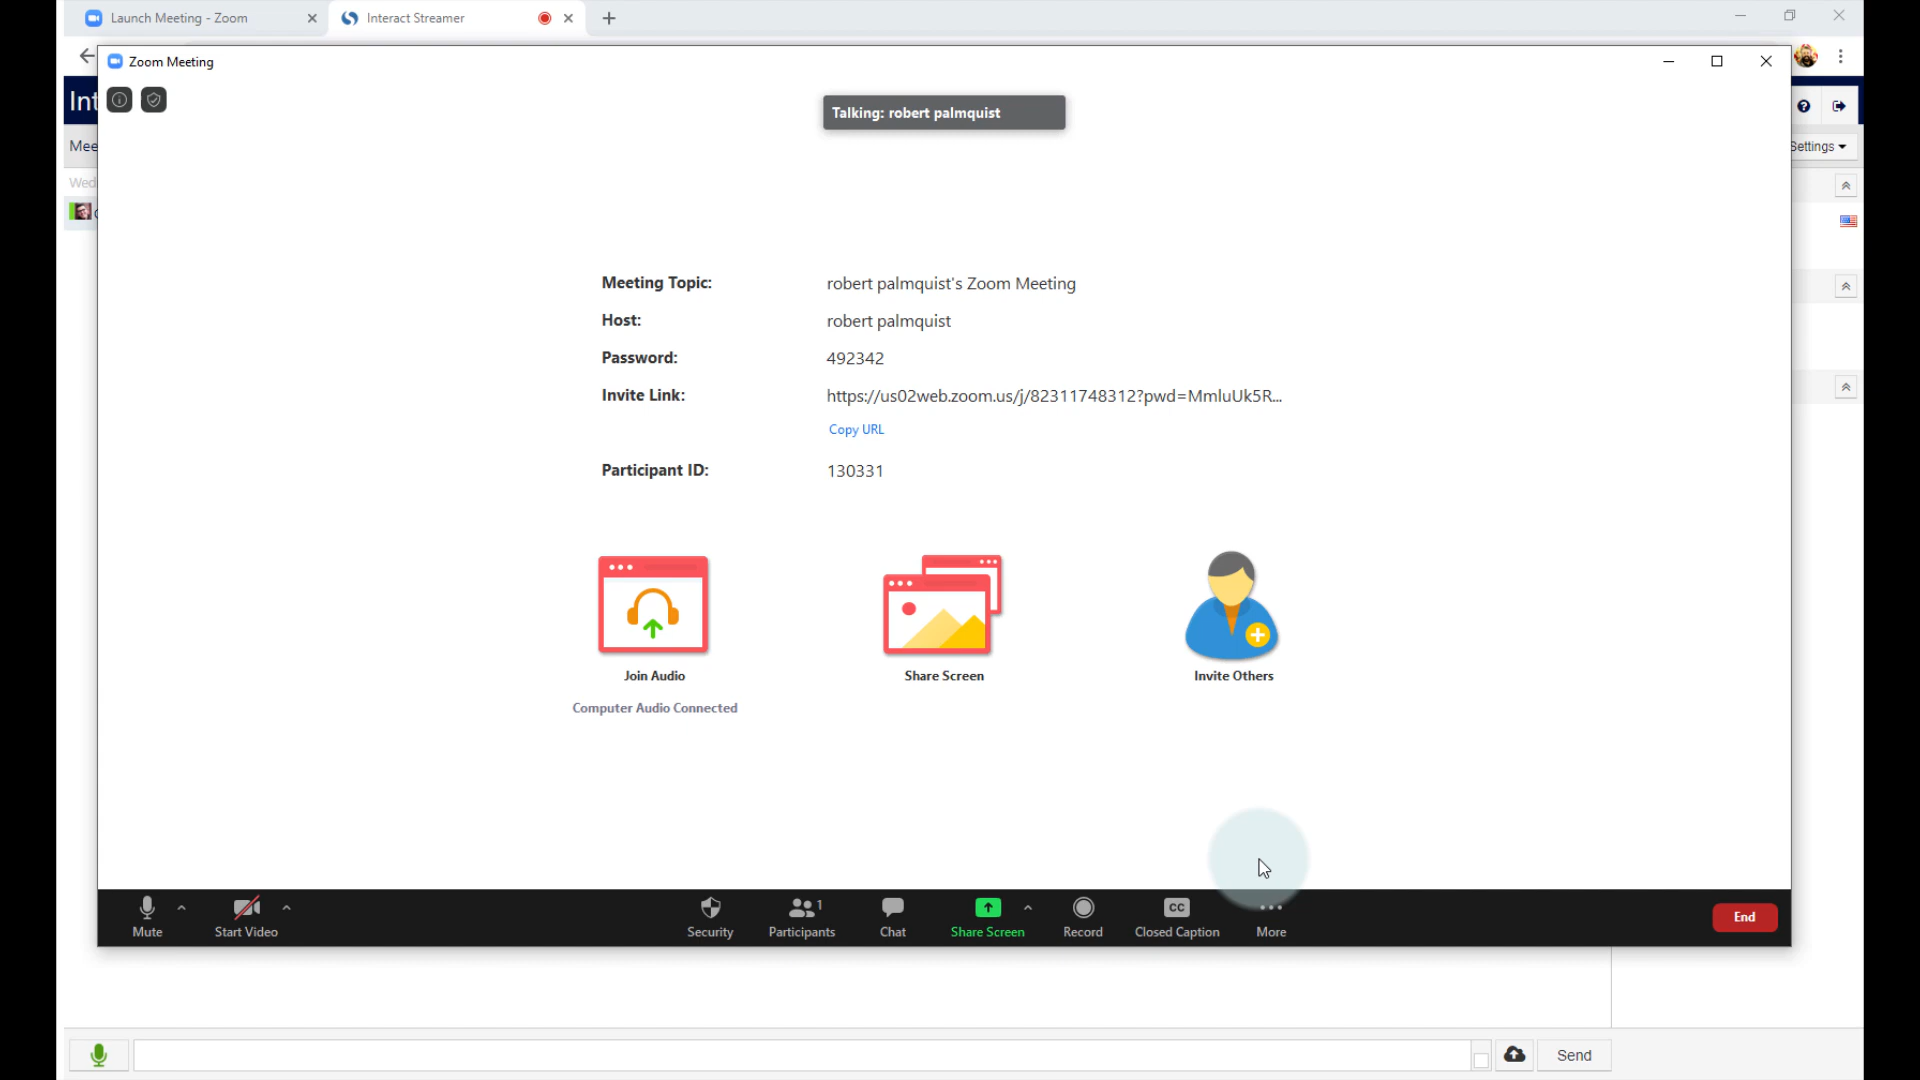 Launch Meeting - Zoom
Interact Streamer
Zoom Meeting
Int
Talking: robert palmquist
Mee
Settings
Wed
Meeting Topic: robert palmquist's Zoom Meeting
Host: robert palmquist
Password: 492342
Invite Link: https://us02web.zoom.us/j/82311748312?pwd=MmluUk5R...
Copy URL
Participant ID: 130331
Join Audio
Share Screen
Invite Others
Computer Audio Connected
1
CC
Mute
Start Video
Security
Participants
Chat
Share Screen
Record
Closed Caption
More
End
Send